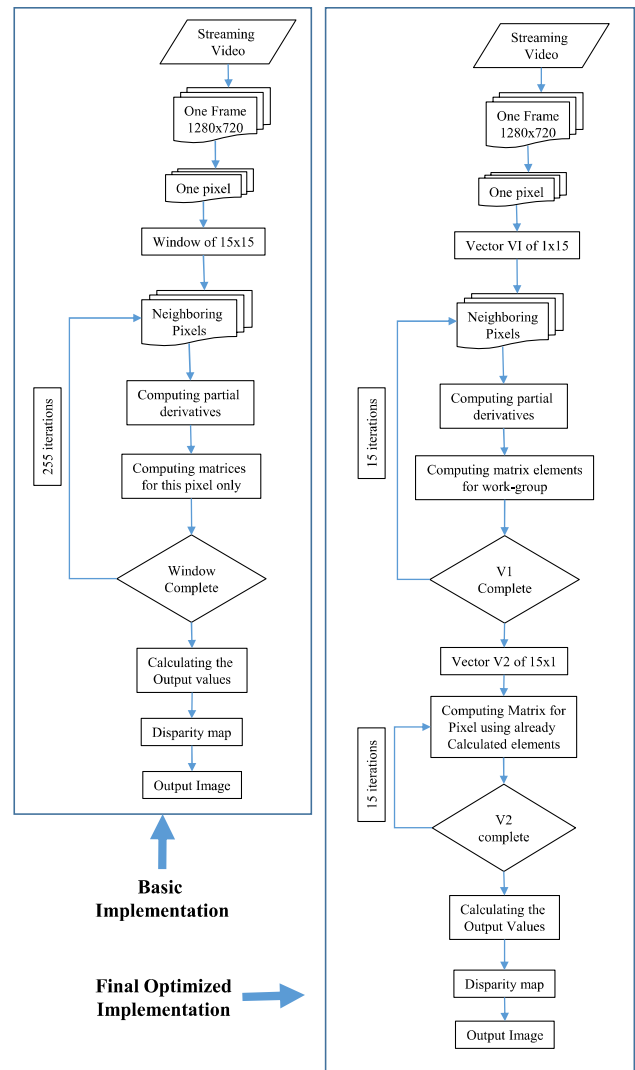 Streaming
Video
One Frame
1280x720
One pixel
Window of 15x15
Neighboring
Pixels
255 iterations
Computing partial
derivatives
Computing matrices
for this pixel only
Window
Complete
Calculating the
Output values
Disparity map
Output Image
Basic
Implementation
Streaming
Video
One Frame
1280x720
One pixel
Vector VI of 1x15
Neighboring
Pixels
15 iterations
Computing partial
derivatives
Computing matrix elements
for work-group
V1
Complete
Vector V2 of 15x1
Computing Matrix for
Pixel using already
Calculated elements
15 iterations
V2
complete
Calculating the
Output Values
Disparity map
Output Image
Final Optimized
Implementation